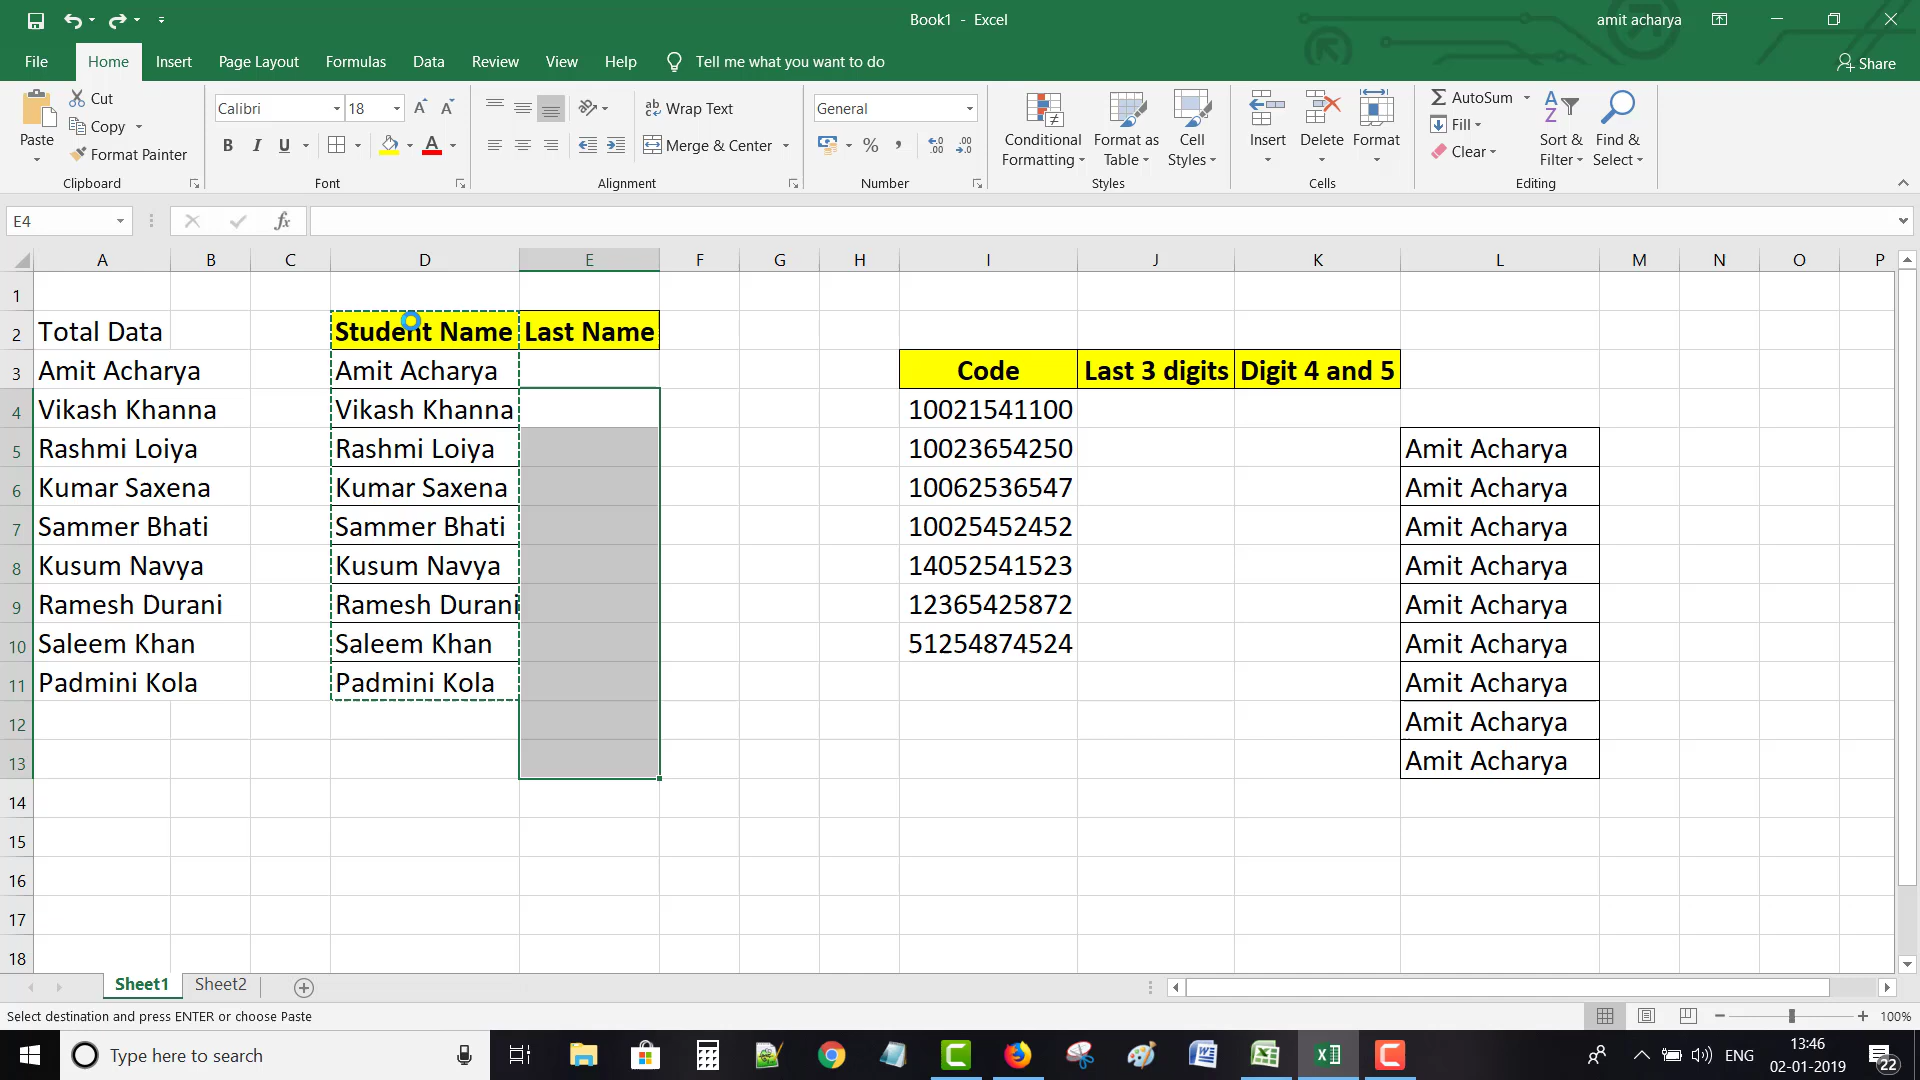 Book1 - Excel
amit acharya
File Home Insert Page Layout Formulas Data Review View Help Tell me what you want to do Share
Paste
Cut
Copy
Format Painter
Clipboard
Calibri 18
B I U
Font
Wrap Text
Merge & Center
Alignment
General
Number
Conditional Formatting
Format as Table
Cell Styles
Styles
Insert Delete Format
Cells
AutoSum
Fill
Clear
Sort & Filter
Find & Select
Editing
E4 fx
A B C D E F G H I J K L M N O P
1
2 Total Data Student Name Last Name
3 Amit Acharya Amit Acharya Code Last 3 digits Digit 4 and 5
4 Vikash Khanna Vikash Khanna 10021541100
5 Rashmi Loiya Rashmi Loiya 10023654250 Amit Acharya
6 Kumar Saxena Kumar Saxena 10062536547 Amit Acharya
7 Sammer Bhati Sammer Bhati 10025452452 Amit Acharya
8 Kusum Navya Kusum Navya 14052541523 Amit Acharya
9 Ramesh Durani Ramesh Durani 12365425872 Amit Acharya
10 Saleem Khan Saleem Khan 51254874524 Amit Acharya
11 Padmini Kola Padmini Kola Amit Acharya
12 Amit Acharya
13 Amit Acharya
14
15
16
17
18
Sheet1 Sheet2
Select destination and press ENTER or choose Paste
100%
Type here to search
ENG
13:46
02-01-2019
22